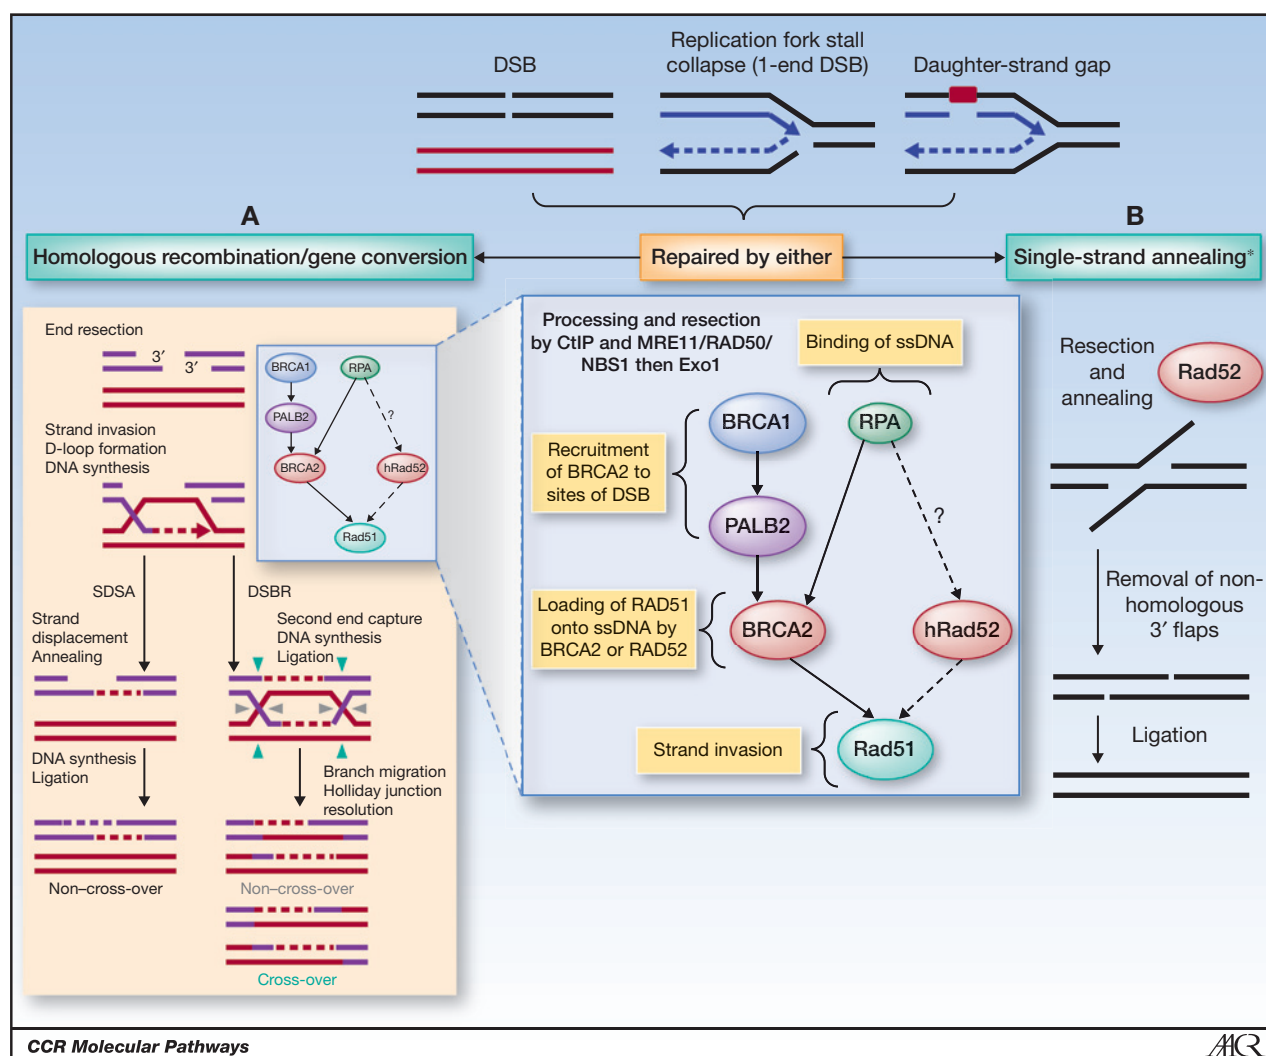 DSB
Replication fork stall
collapse (1-end DSB)
Daughter-strand gap
A
B
Homologous recombination/gene conversion
Repaired by either
Single-strand annealing*
End resection
3′
3′
Strand invasion
D-loop formation
DNA synthesis
SDSA
DSBR
Strand
displacement
Annealing
Second end capture
DNA synthesis
Ligation
DNA synthesis
Ligation
Branch migration
Holliday junction
resolution
Non–cross-over
Non–cross-over
Cross-over
BRCA1
RPA
PALB2
?
BRCA2
hRad52
Rad51
Processing and resection
by CtIP and MRE11/RAD50/
NBS1 then Exo1
Binding of ssDNA
BRCA1
RPA
Recruitment
of BRCA2 to
sites of DSB
PALB2
?
Loading of RAD51
onto ssDNA by
BRCA2 or RAD52
BRCA2
hRad52
Strand invasion
Rad51
Resection
and
annealing
Rad52
Removal of non-
homologous
3′ flaps
Ligation
CCR Molecular Pathways
AACR